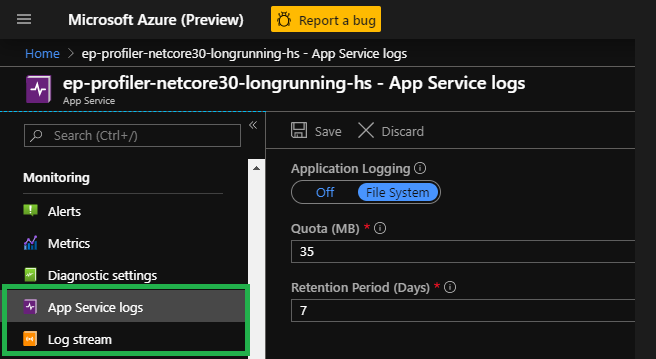 Microsoft Azure (Preview)
Report a bug
Home > ep-profiler-netcore30-longrunning-hs - App Service logs
ep-profiler-netcore30-longrunning-hs - App Service logs
App Service
Search (Ctrl+/)
«
Save
Discard
Monitoring
Alerts
Metrics
Diagnostic settings
App Service logs
Log stream
Application Logging
Off
File System
Quota (MB) *
35
Retention Period (Days) *
7